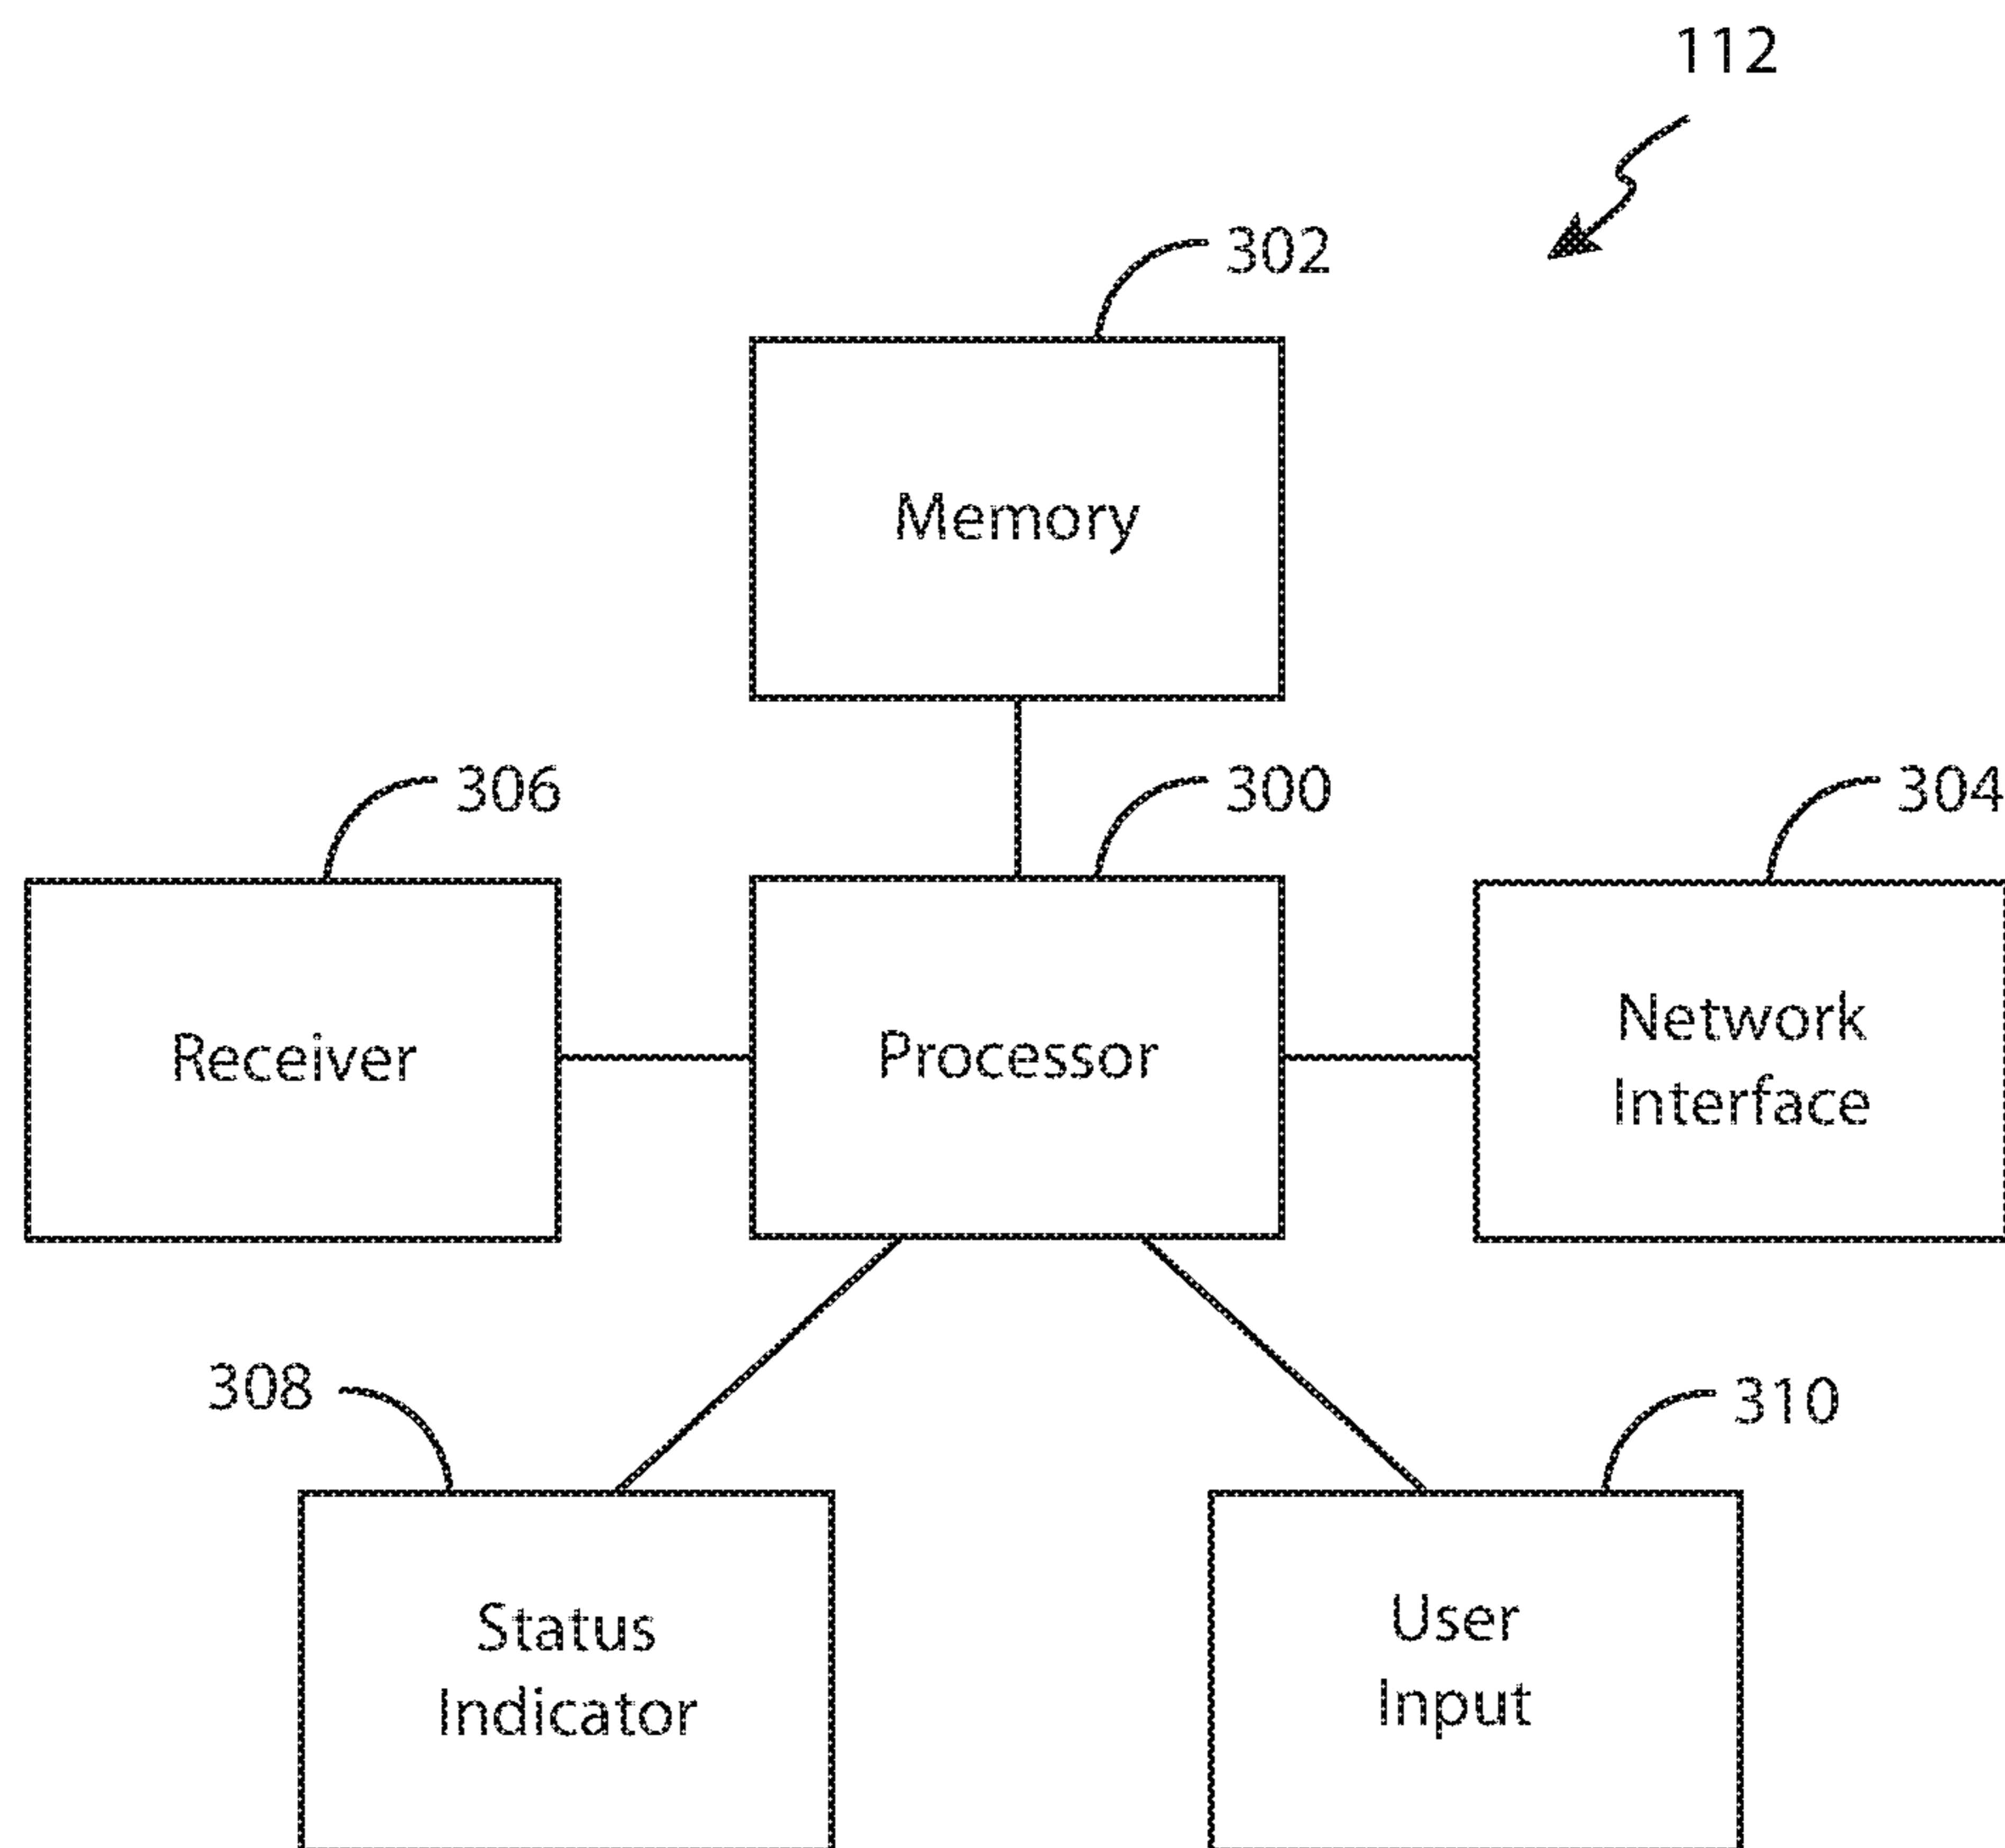 112
302
Memory
306
300
304
Receiver
Processor
Network
Interface
308
310
Status
Indicator
User
Input